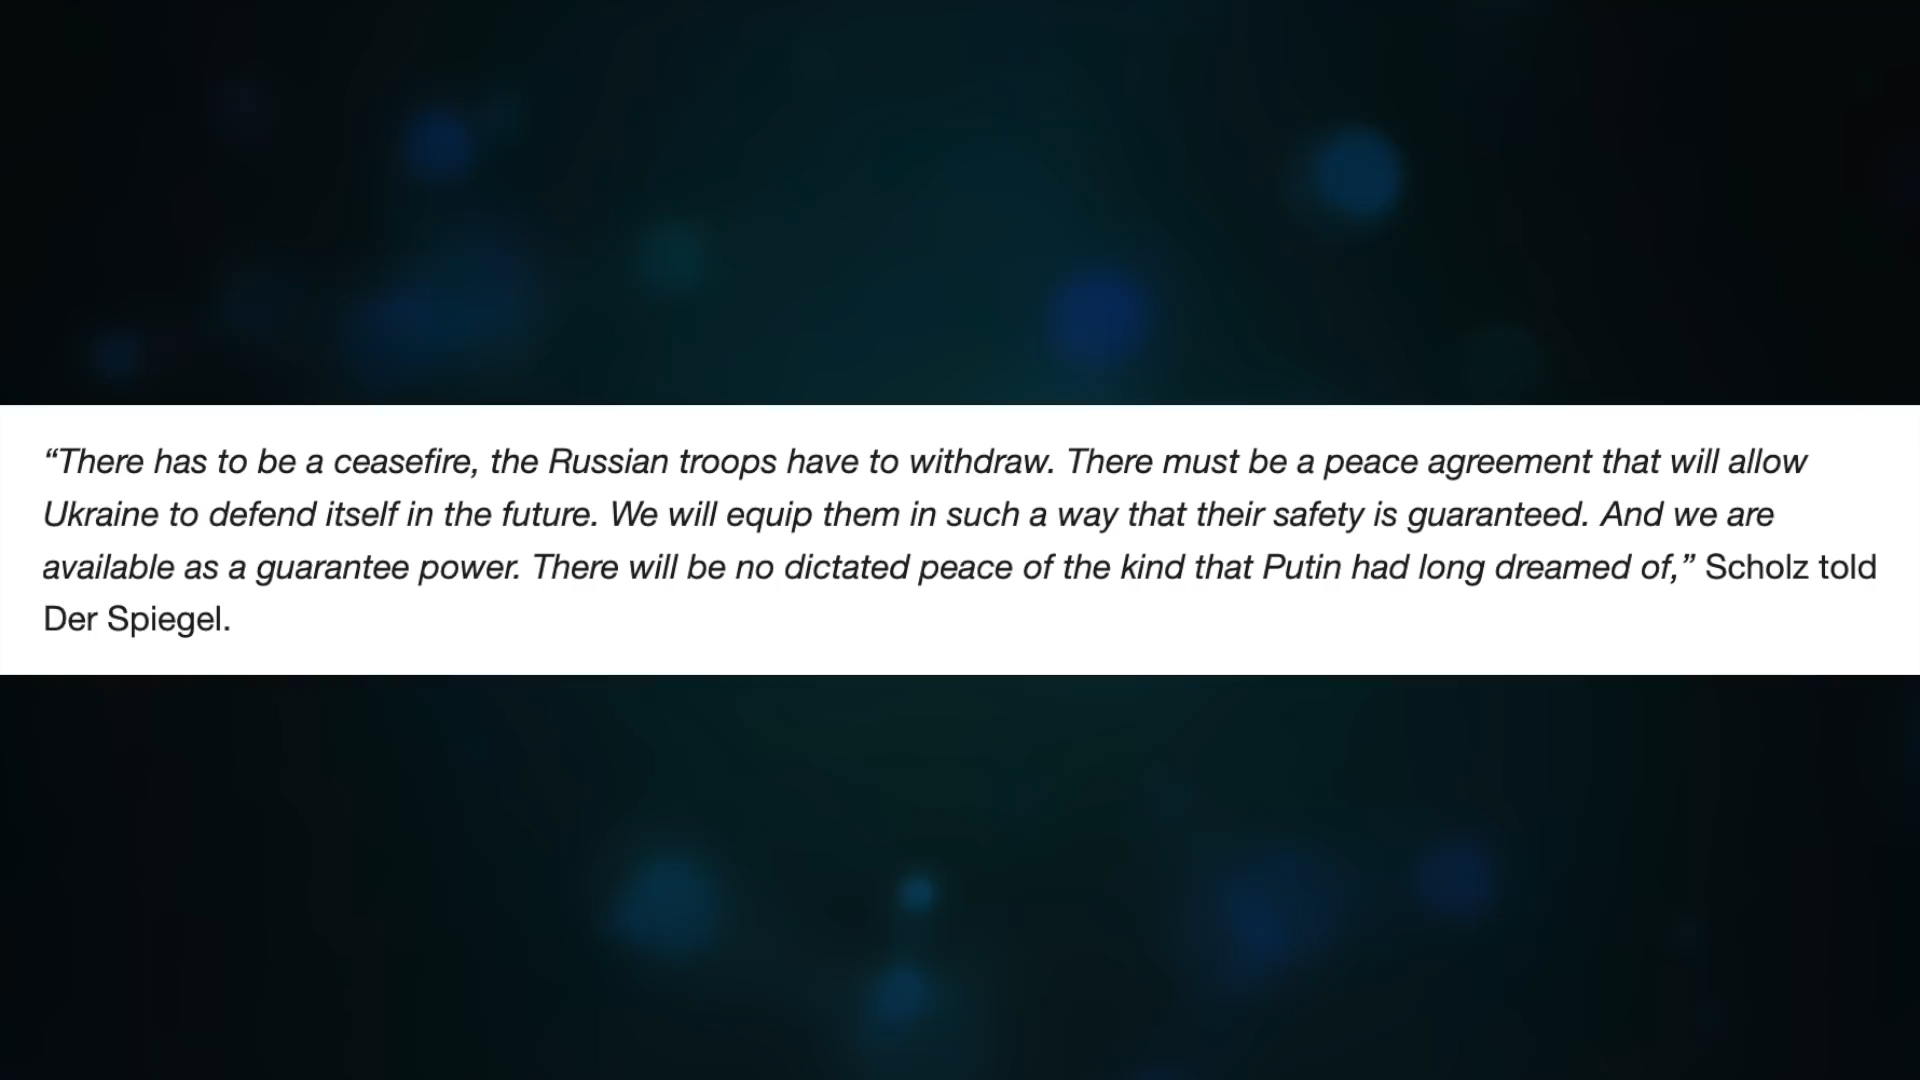 “There has to be a ceasefire, the Russian troops have to withdraw. There must be a peace agreement that will allow
Ukraine to defend itself in the future. We will equip them in such a way that their safety is guaranteed. And we are
available as a guarantee power. There will be no dictated peace of the kind that Putin had long dreamed of,” Scholz told
Der Spiegel.